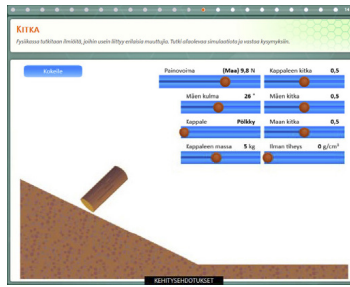 KITKA
Fysiikassa tutkitaan ilmiöitä, joihin usein liittyy erilaisia muuttujia. Tutki allaolevaa simulaatiota ja vastaa kysymyksiin.
Kokeile
Painovoima (Maa) 9,8 N
Kappaleen kitka 0,5
Mäen kulma 26 °
Mäen kitka 0,5
Kappale Pölkky
Maan kitka 0,5
Kappaleen massa 5 kg
Ilman tiheys 0 g/cm³
KEHITYSEHDOTUKSET